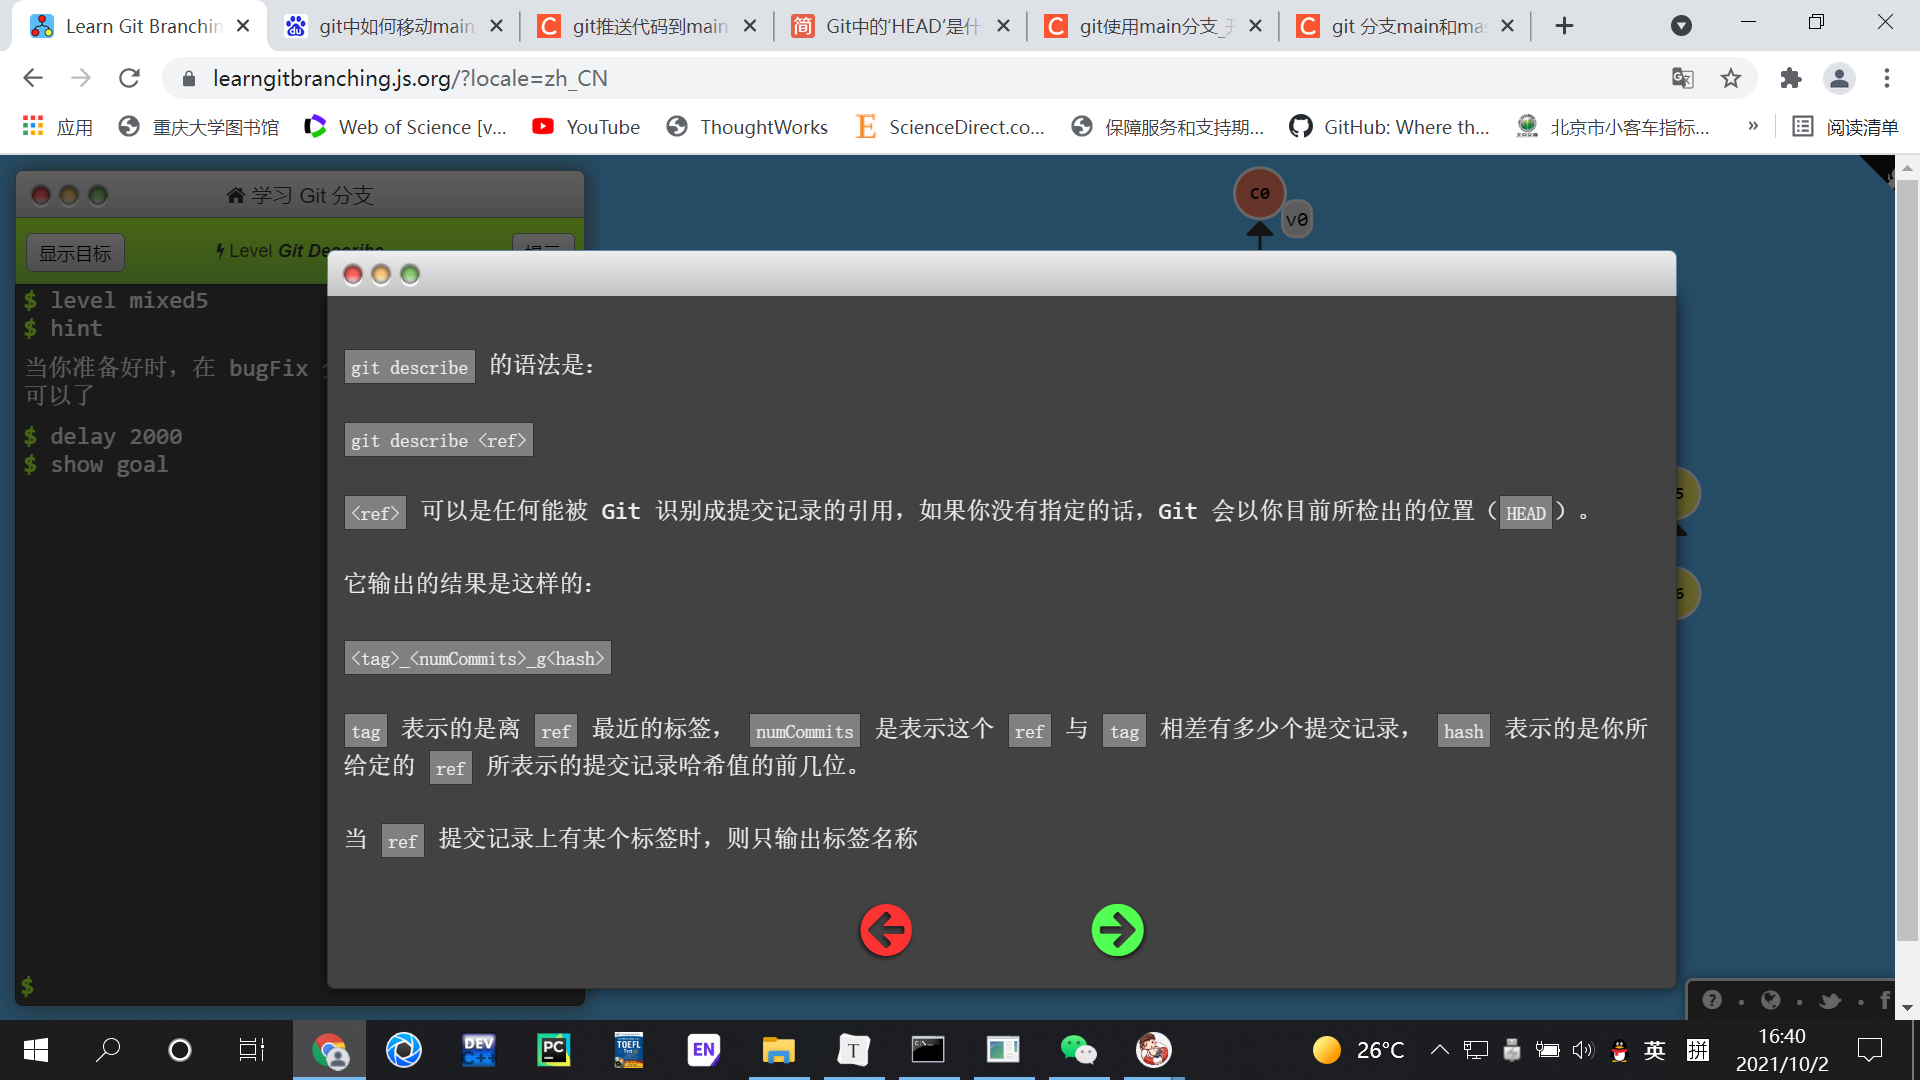 Learn Git Branchin
git中如何移动main
git推送代码到main
Git中的‘HEAD’是什
git使用main分支_
git 分支main和mas
learngitbranching.js.org/?locale=zh_CN
应用
重庆大学图书馆
Web of Science [v...
YouTube
ThoughtWorks
ScienceDirect.co...
保障服务和支持期...
GitHub: Where th...
北京市小客车指标...
»
阅读清单
学习 Git 分支
显示目标
Level Git Describe
$ level mixed5
$ hint
当你准备好时，在 bugFix
可以了
$ delay 2000
$ show goal
$
C0
v0
git describe 的语法是：
git describe <ref>
<ref> 可以是任何能被 Git 识别成提交记录的引用，如果你没有指定的话，Git 会以你目前所检出的位置（HEAD）。
它输出的结果是这样的：
<tag>_<numCommits>_g<hash>
tag 表示的是离 ref 最近的标签， numCommits 是表示这个 ref 与 tag 相差有多少个提交记录， hash 表示的是你所
给定的 ref 所表示的提交记录哈希值的前几位。
当 ref 提交记录上有某个标签时，则只输出标签名称
5
6
DEV
C++
PC
TOEFL
EN
T
26°C
英
拼
16:40
2021/10/2